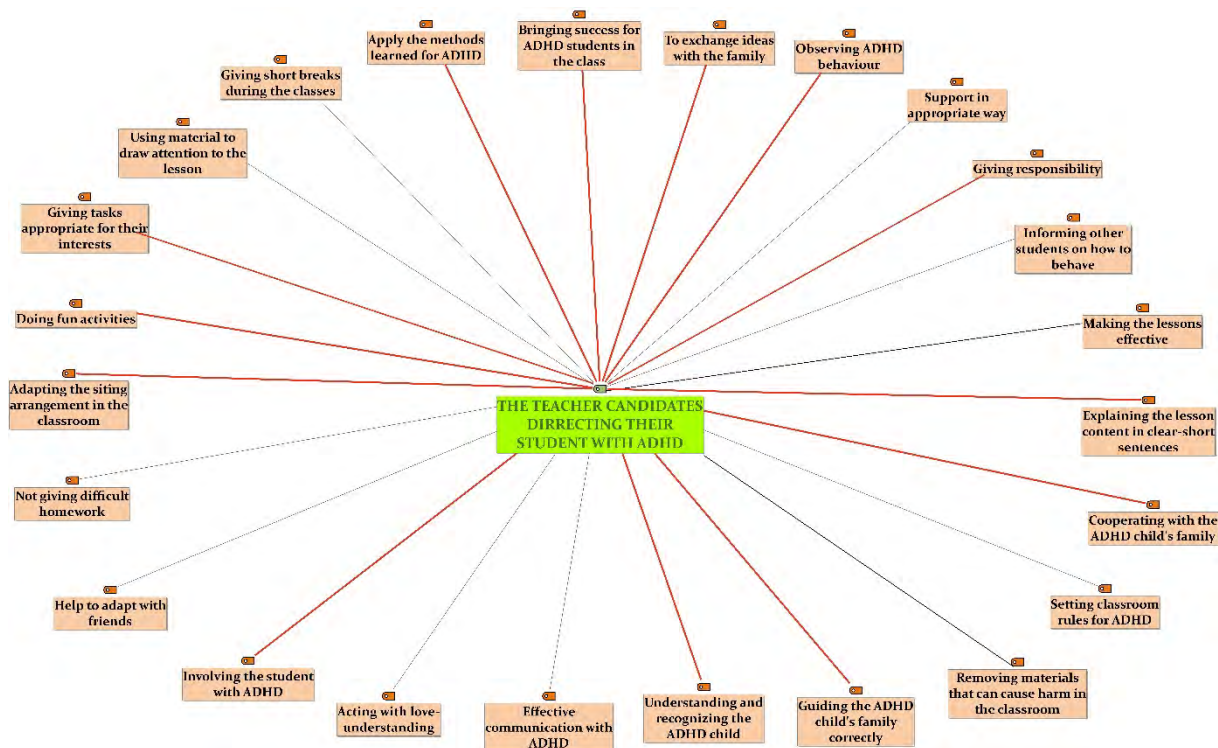 Apply the methods
learned for ADHD
Bringing success for
ADHD students in
the class
To exchange ideas
with the family
Observing ADHD
behaviour
Giving short breaks
during the classes
Support in
appropriate way
Using material to
draw attention to the
lesson
Giving responsibility
Giving tasks
appropriate for their
interests
Informing other
students on how to
behave
Doing fun activities
Making the lessons
effective
Adapting the siting
arrangement in the
classroom
THE TEACHER CANDIDATES
DIRRECTING THEIR
STUDENT WITH ADHD
Explaining the lesson
content in clear-short
sentences
Not giving difficult
homework
Cooperating with the
ADHD child's family
Help to adapt with
friends
Setting classroom
rules for ADHD
Involving the student
with ADHD
Acting with love-
understanding
Effective
communication with
ADHD
Understanding and
recognizing the
ADHD child
Guiding the ADHD
child's family
correctly
Removing materials
that can cause harm in
the classroom